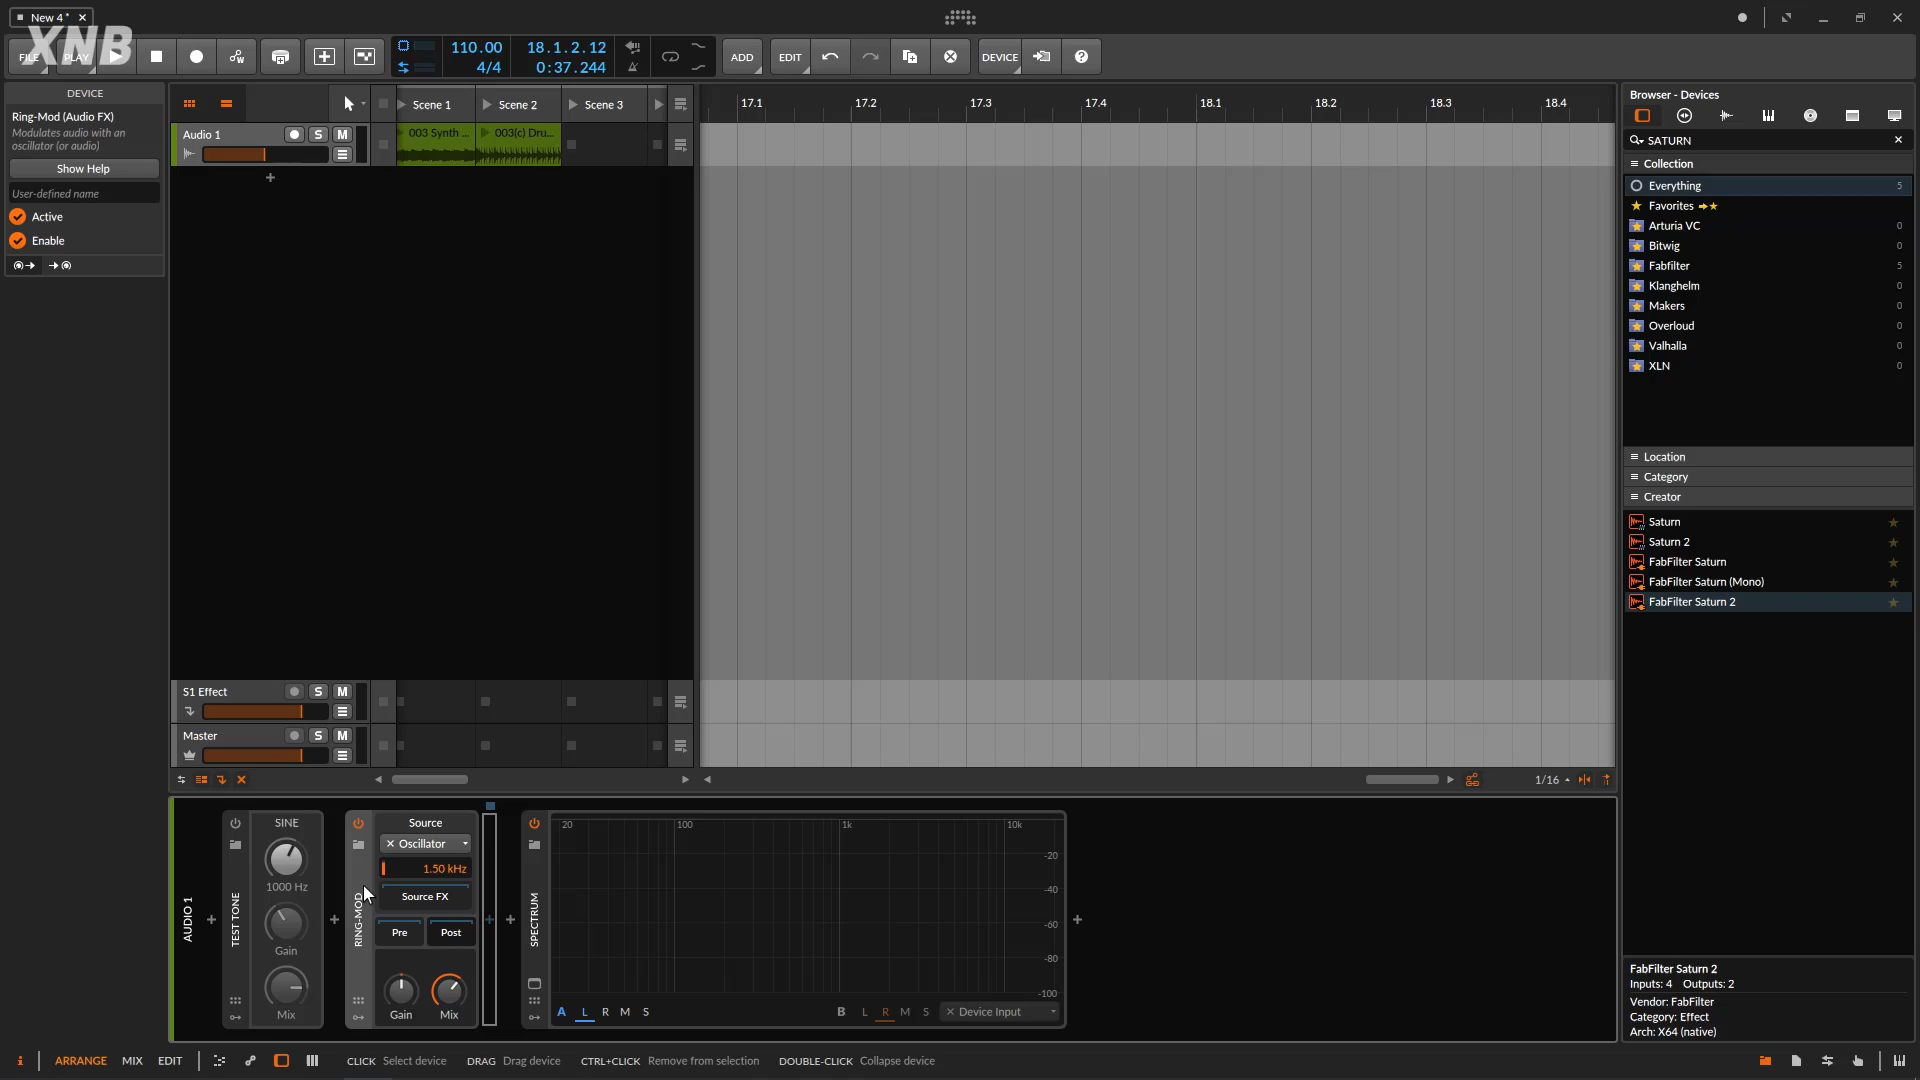 New 4*
XNB
FILE
PLAY
110.00
4/4
18.1.2.12
0:37.244
ADD
EDIT
DEVICE
DEVICE
Ring-Mod (Audio FX)
Modulates audio with an
oscillator (or audio)
Show Help
User-defined name
Active
Enable
Scene 1
Scene 2
Scene 3
Audio 1
S
M
003 Synth ...
003(c) Dru...
17.1
17.2
17.3
17.4
18.1
18.2
18.3
18.4
S1 Effect
S
M
Master
S
M
1/16
Browser - Devices
SATURN
Collection
Everything 5
Favorites
Arturia VC 0
Bitwig 0
Fabfilter 5
Klanghelm 0
Makers 0
Overloud 0
Valhalla 0
XLN 0
Location
Category
Creator
Saturn
Saturn 2
FabFilter Saturn
FabFilter Saturn (Mono)
FabFilter Saturn 2
FabFilter Saturn 2
Inputs: 4 Outputs: 2
Vendor: FabFilter
Category: Effect
Arch: X64 (native)
AUDIO 1
TEST TONE
SINE
1000 Hz
Gain
Mix
RING-MOD
Source
Oscillator
1.50 kHz
Source FX
Pre
Post
Gain
Mix
SPECTRUM
20
100
1k
10k
-20
-40
-60
-80
-100
A L R M S
B L R M S
Device Input
i
ARRANGE
MIX
EDIT
CLICK Select device
DRAG Drag device
CTRL+CLICK Remove from selection
DOUBLE-CLICK Collapse device